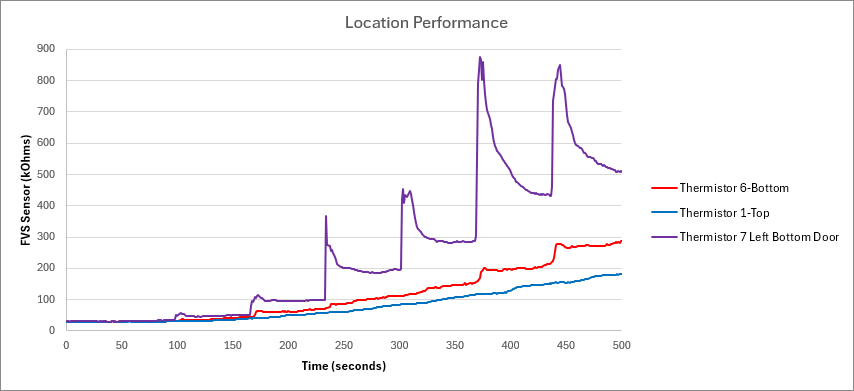 Location Performance
900
800
700
600
500
400
300
200
100
0
FVS Sensor (kOhms)
0 50 100 150 200 250 300 350 400 450 500
Time (seconds)
Thermistor 6-Bottom
Thermistor 1-Top
Thermistor 7 Left Bottom Door